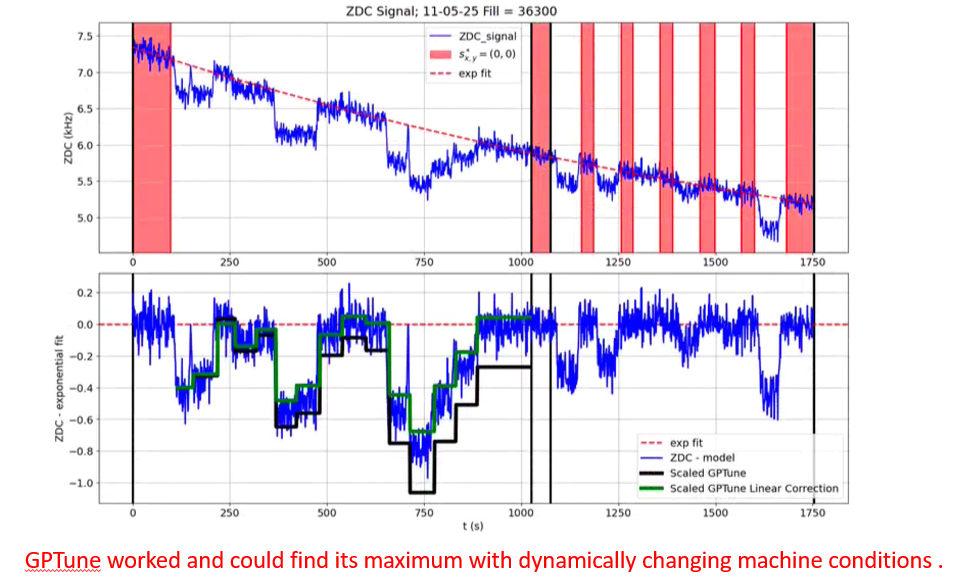 ZDC Signal; 11-05-25 Fill = 36300
ZDC (kHz)
7.5
7.0
6.5
6.0
5.5
5.0
ZDC_signal
s*x,y = (0, 0)
exp fit
0 250 500 750 1000 1250 1500 1750
ZDC - exponential fit
0.2
0.0
−0.2
−0.4
−0.6
−0.8
−1.0
exp fit
ZDC - model
Scaled GPTune
Scaled GPTune Linear Correction
0 250 500 750 1000 1250 1500 1750
t (s)
GPTune worked and could find its maximum with dynamically changing machine conditions .